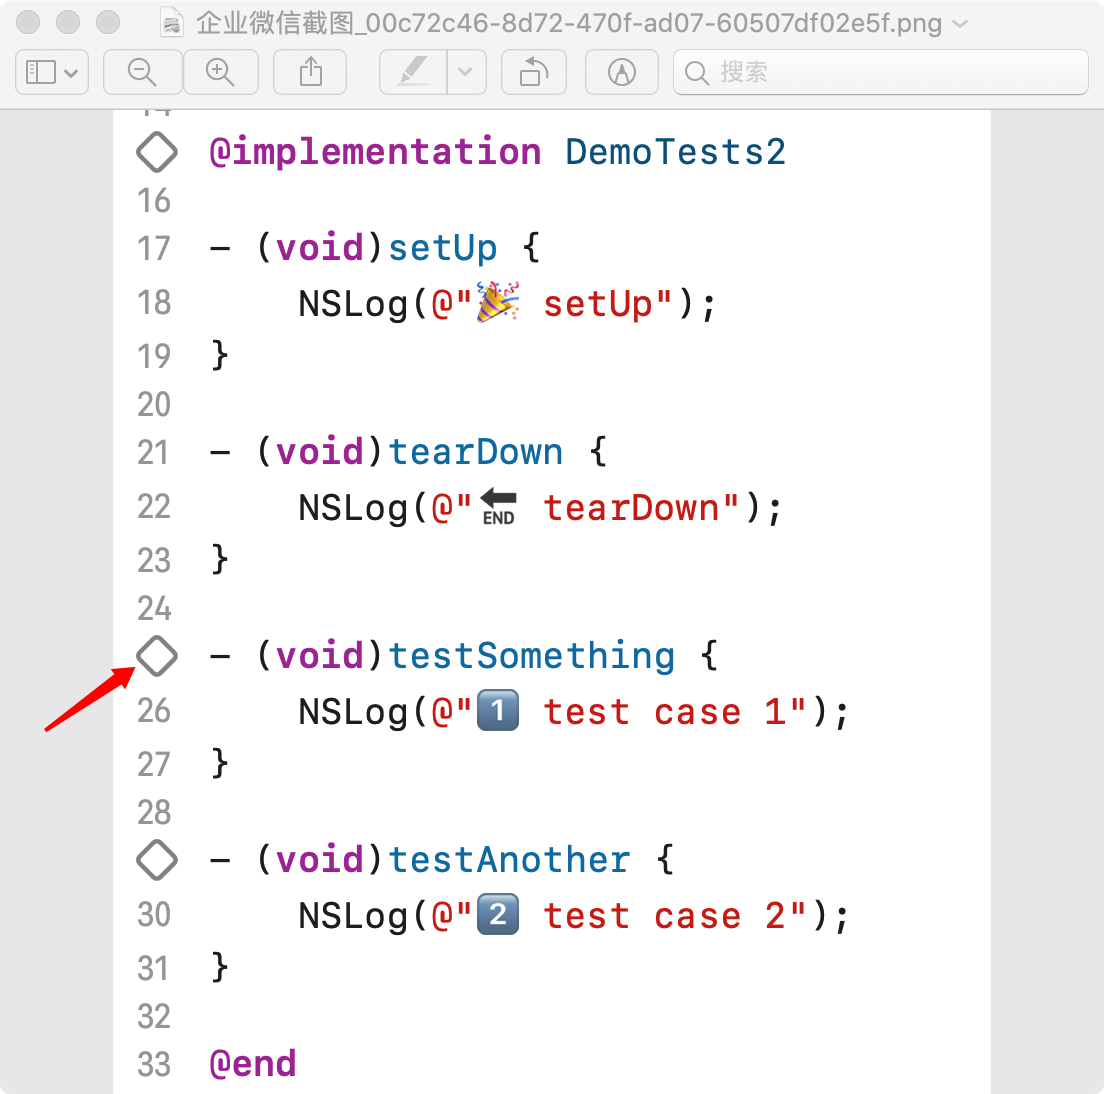 企业微信截图_00c72c46-8d72-470f-ad07-60507df02e5f.png
搜索
@implementation DemoTests2
16
17 - (void)setUp {
18 NSLog(@"🎉 setUp");
19 }
20
21 - (void)tearDown {
22 NSLog(@"🔚 tearDown");
23 }
24
- (void)testSomething {
26 NSLog(@"1️⃣ test case 1");
27 }
28
- (void)testAnother {
30 NSLog(@"2️⃣ test case 2");
31 }
32
33 @end